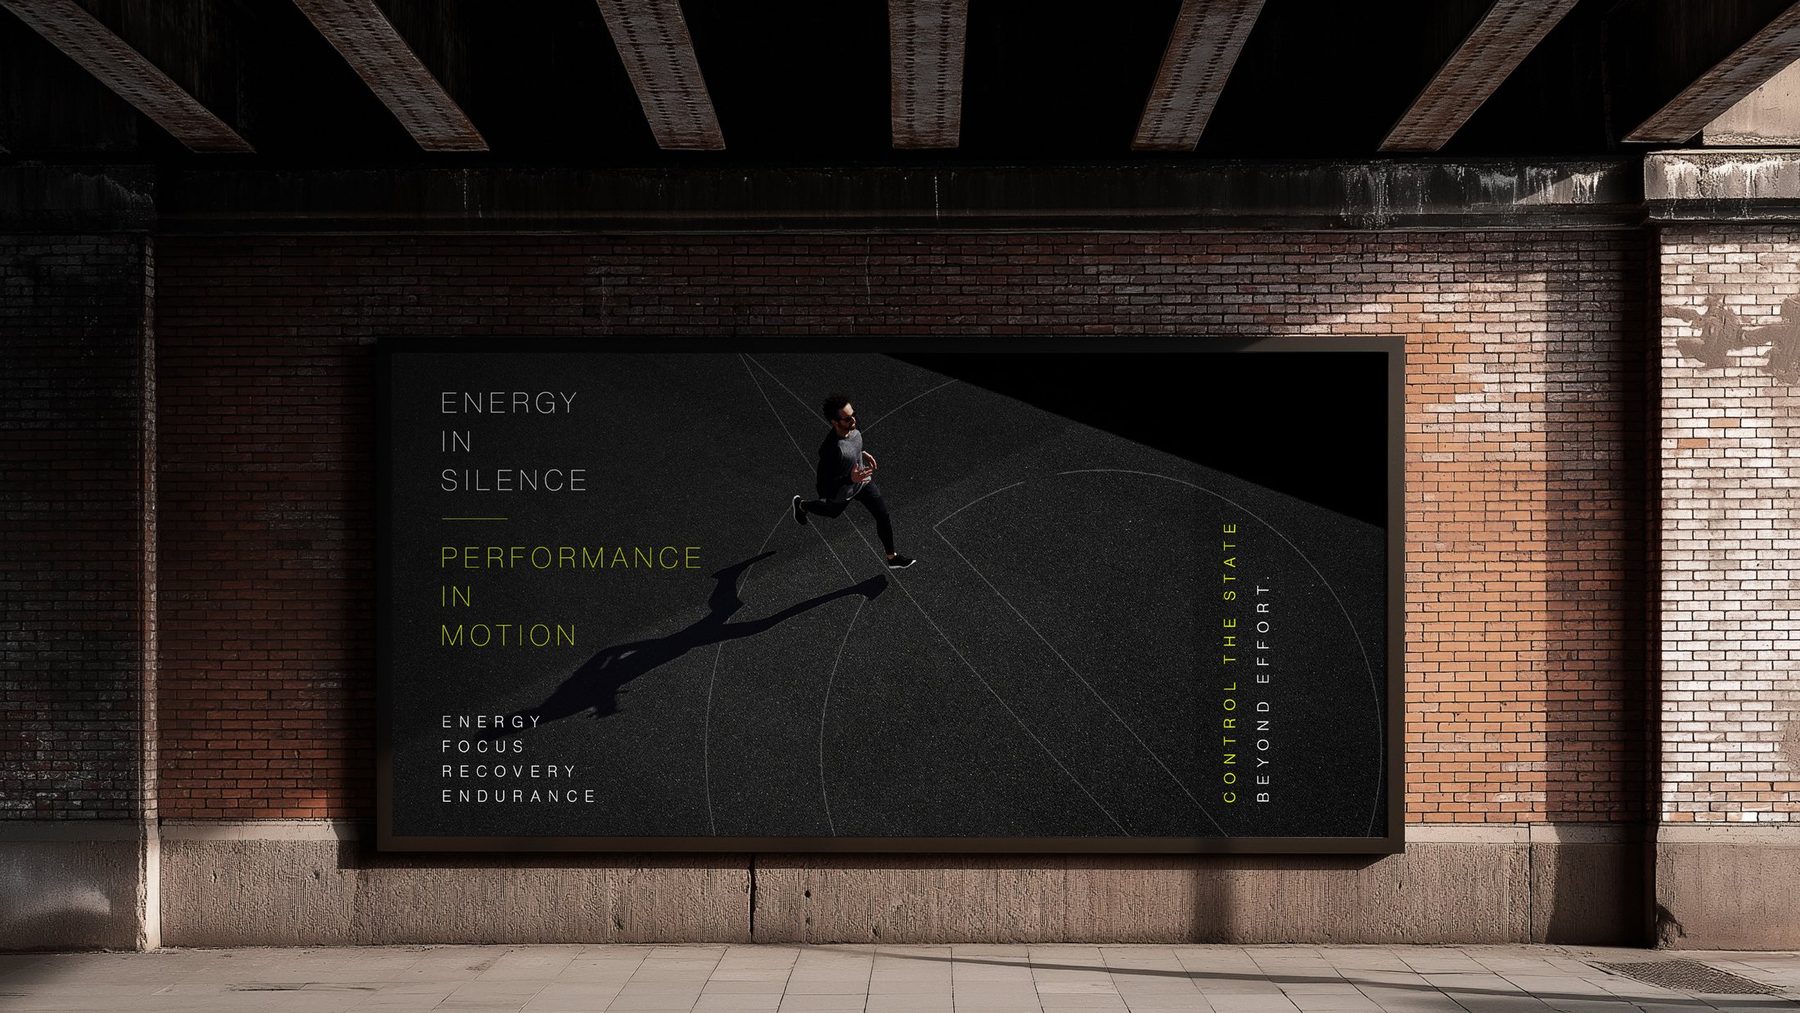 ENERGY
IN
SILENCE
PERFORMANCE
IN
MOTION
ENERGY
FOCUS
RECOVERY
ENDURANCE
CONTROL THE STATE
BEYOND EFFORT.